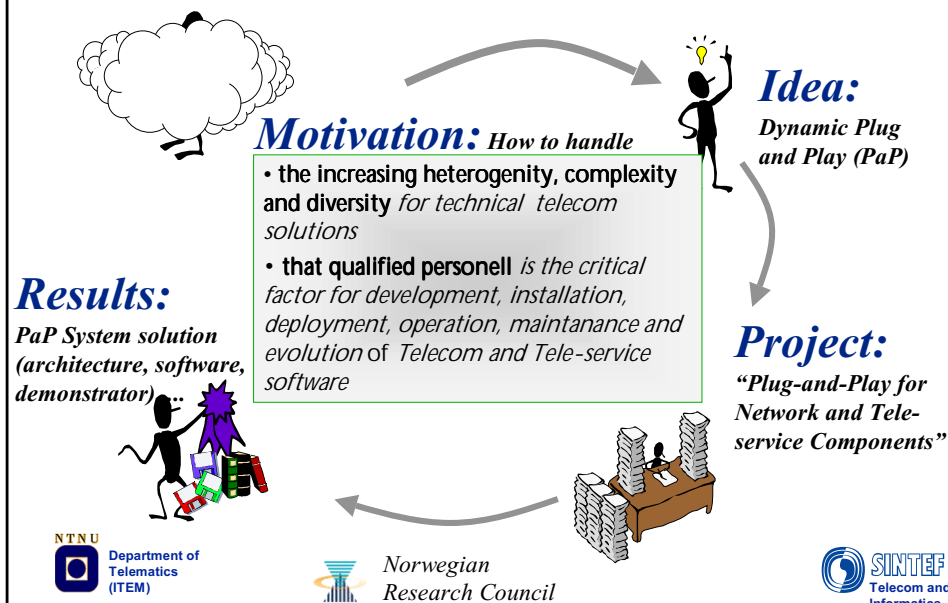 Motivation: How to handle
• the increasing heterogenity, complexity
and diversity for technical telecom
solutions
• that qualified personell is the critical
factor for development, installation,
deployment, operation, maintanance and
evolution of Telecom and Tele-service
software
Idea:
Dynamic Plug
and Play (PaP)
Project:
“Plug-and-Play for
Network and Tele-
service Components”
Results:
PaP System solution
(architecture, software,
demonstrator) ...
NTNU
Department of
Telematics
(ITEM)
Norwegian
Research Council
SINTEF
Telecom and
Informatics